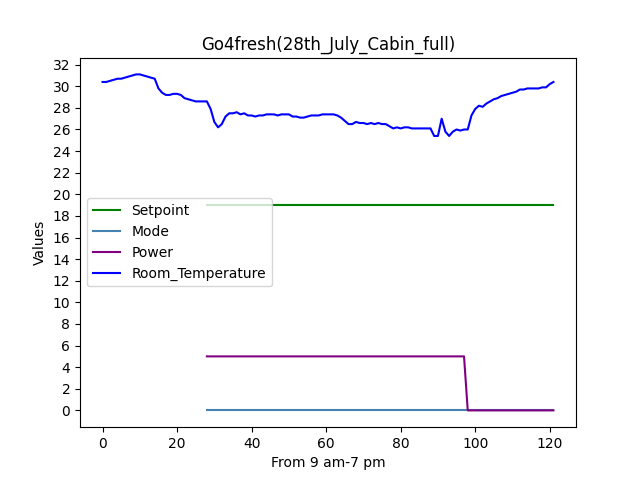 Go4fresh(28th_July_Cabin_full)
32
30
28
26
24
22
20
18
16
14
12
10
8
6
4
2
0
Values
Setpoint
Mode
Power
Room_Temperature
0 20 40 60 80 100 120
From 9 am-7 pm